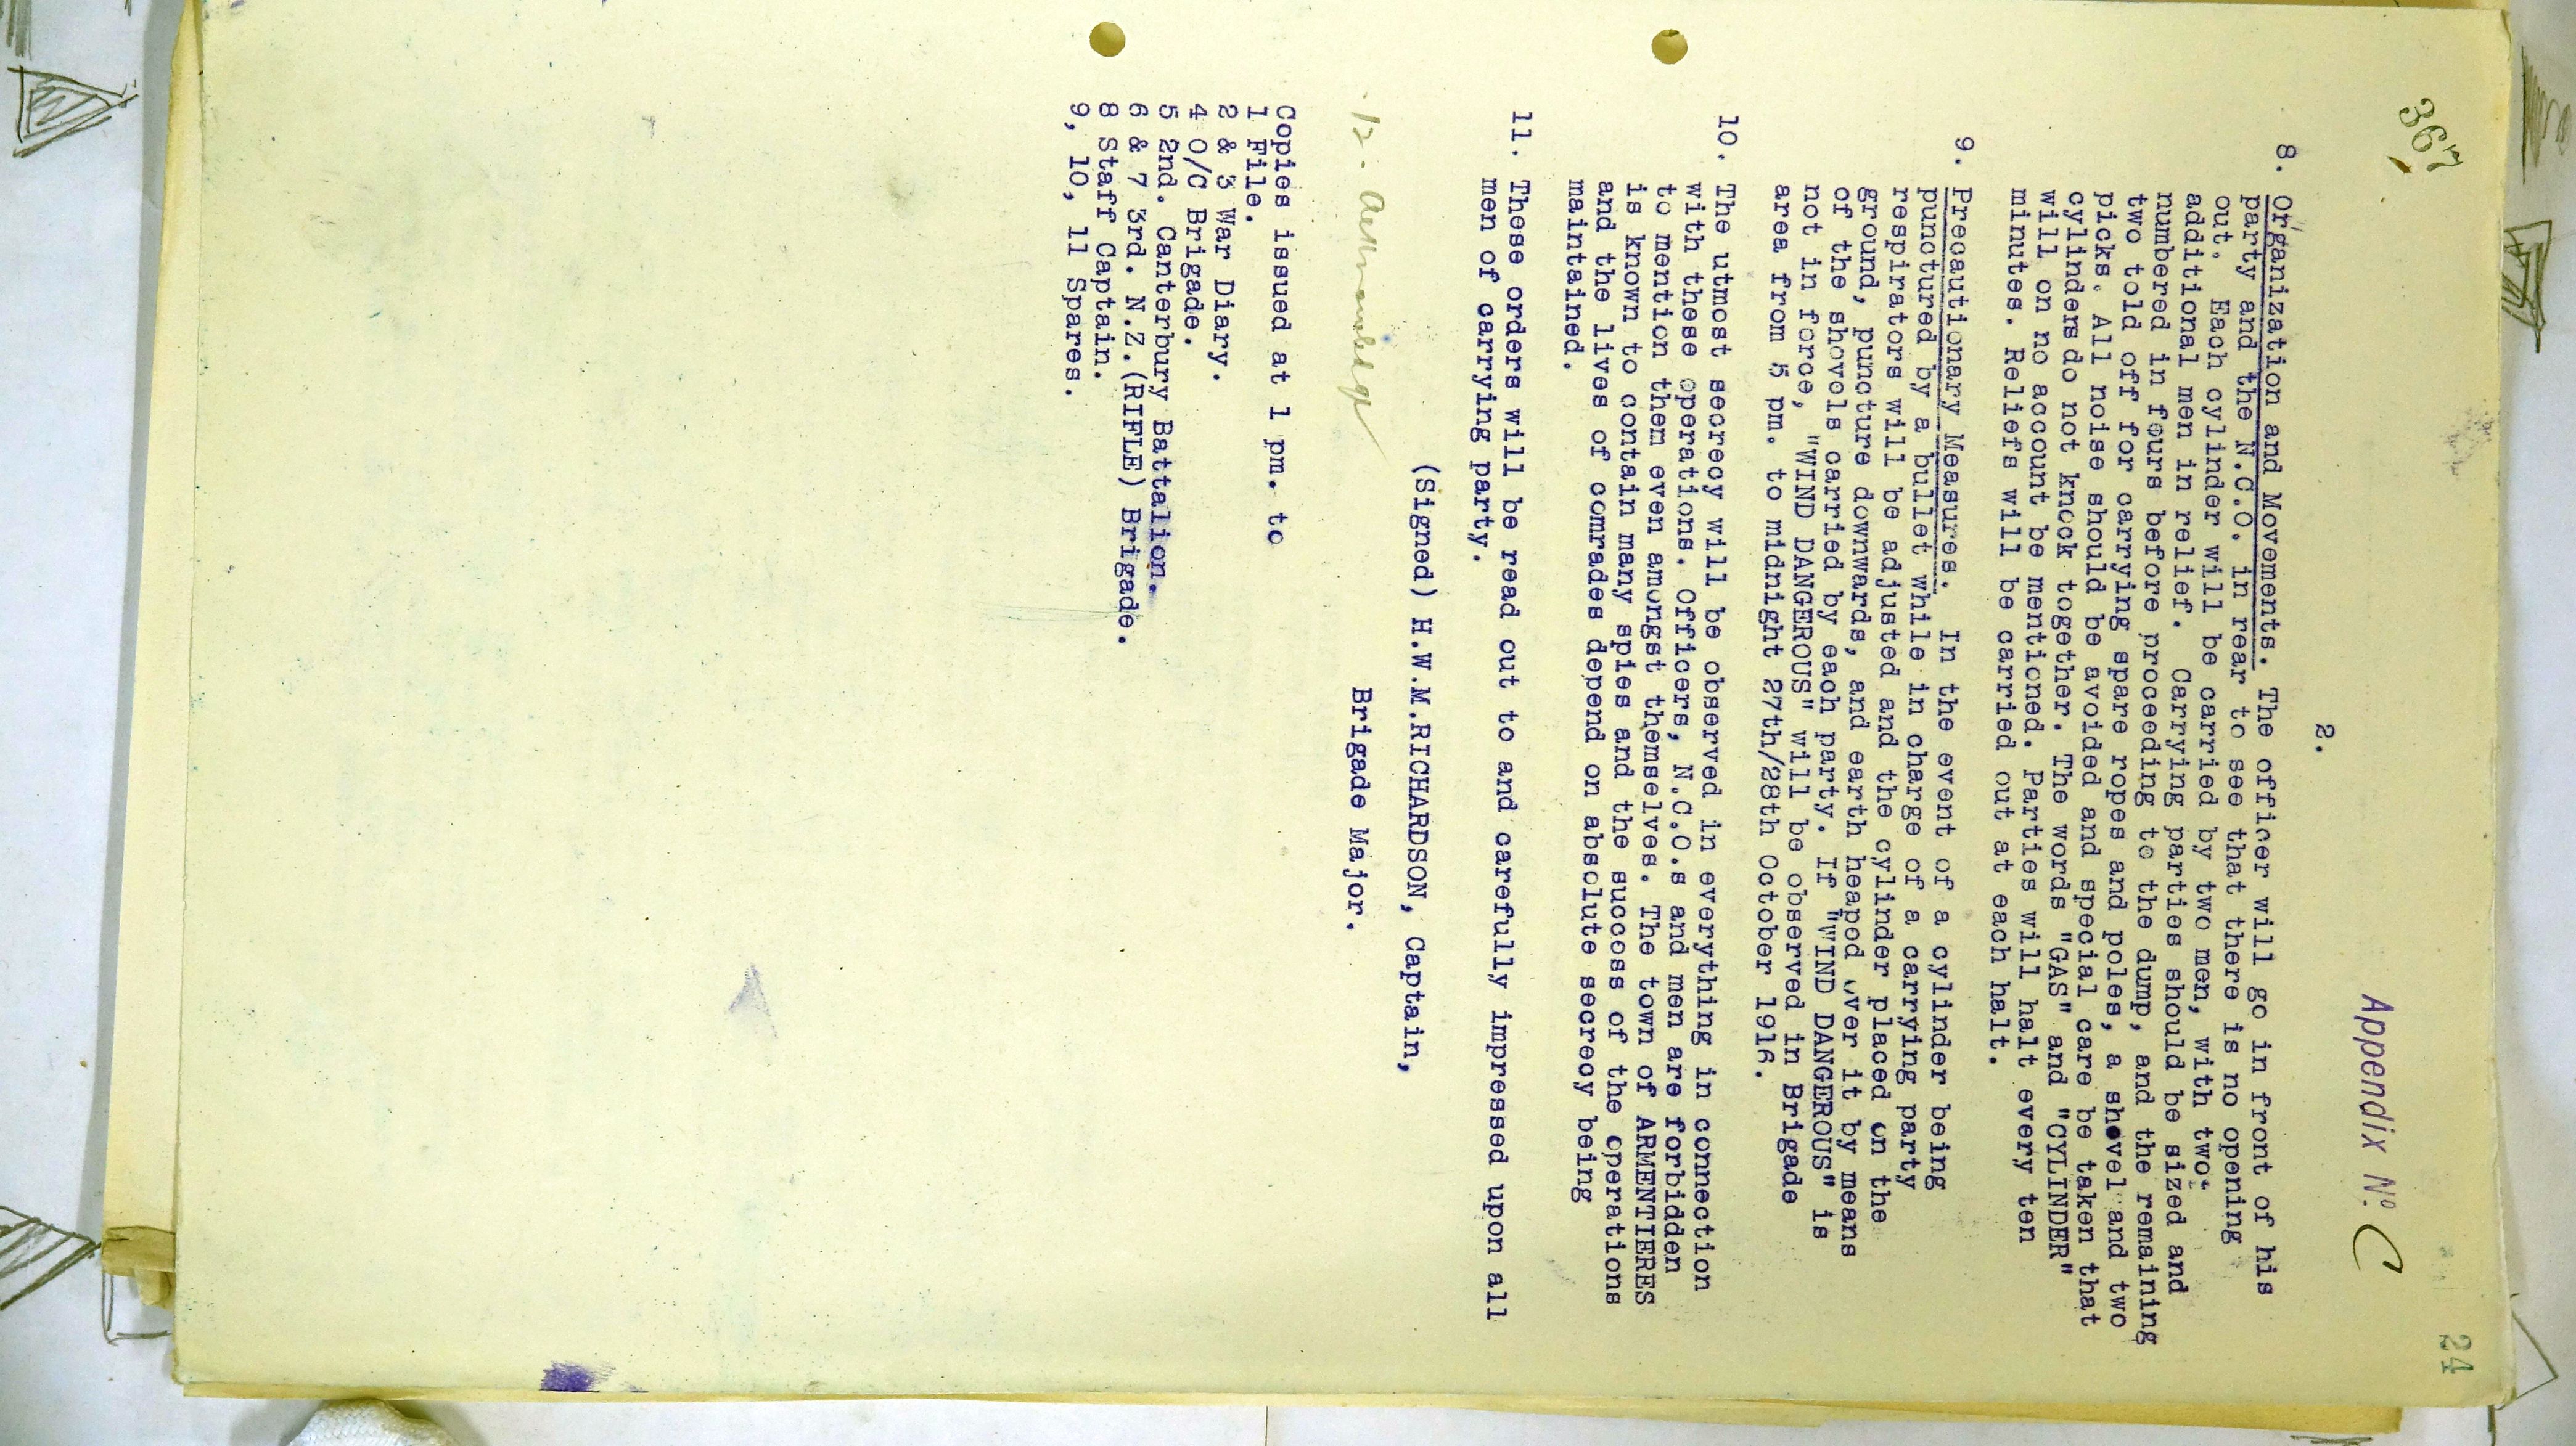 367
Appendix No. C
24
2.
8. Organization and Movements. The officer will go in front of his
party and the N.C.O. in rear to see that there is no opening
out. Each cylinder will be carried by two men, with two
additional men in relief. Carrying parties should be sized and
numbered in fours before proceeding to the dump, and the remaining
two told off for carrying spare ropes and poles, a shovel and two
picks. All noise should be avoided and special care be taken that
cylinders do not knock together. The words "GAS" and "CYLINDER"
will on no account be mentioned. Parties will halt every ten
minutes. Reliefs will be carried out at each halt.
9. Precautionary Measures. In the event of a cylinder being
punctured by a bullet while in charge of a carrying party
respirators will be adjusted and the cylinder placed on the
ground, puncture downwards, and earth heaped over it by means
of the shovels carried by each party. If "WIND DANGEROUS" is
not in force, "WIND DANGEROUS" will be observed in Brigade
area from 5 pm. to midnight 27th/28th October 1916.
10. The utmost secrecy will be observed in everything in connection
with these operations. Officers, N.C.O.s and men are forbidden
to mention them even amongst themselves. The town of ARMENTIERES
is known to contain many spies and the success of the operations
and the lives of comrades depend on absolute secrecy being
maintained.
11. These orders will be read out to and carefully impressed upon all
men of carrying party.
(Signed) H.W.M.RICHARDSON, Captain,
Brigade Major.
12. Acknowledge
Copies issued at 1 pm. to
1 File.
2 & 3 War Diary.
4 O/C Brigade.
5 2nd. Canterbury Battalion.
6 & 7 3rd. N.Z.(RIFLE) Brigade.
8 Staff Captain.
9, 10, 11 Spares.